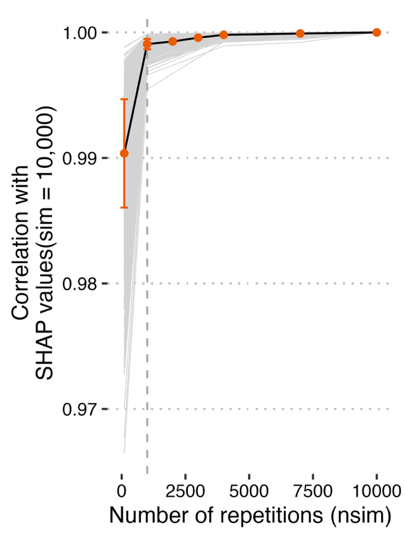 Correlation with
SHAP values(sim = 10,000)
1.00
0.99
0.98
0.97
0 2500 5000 7500 10000
Number of repetitions (nsim)